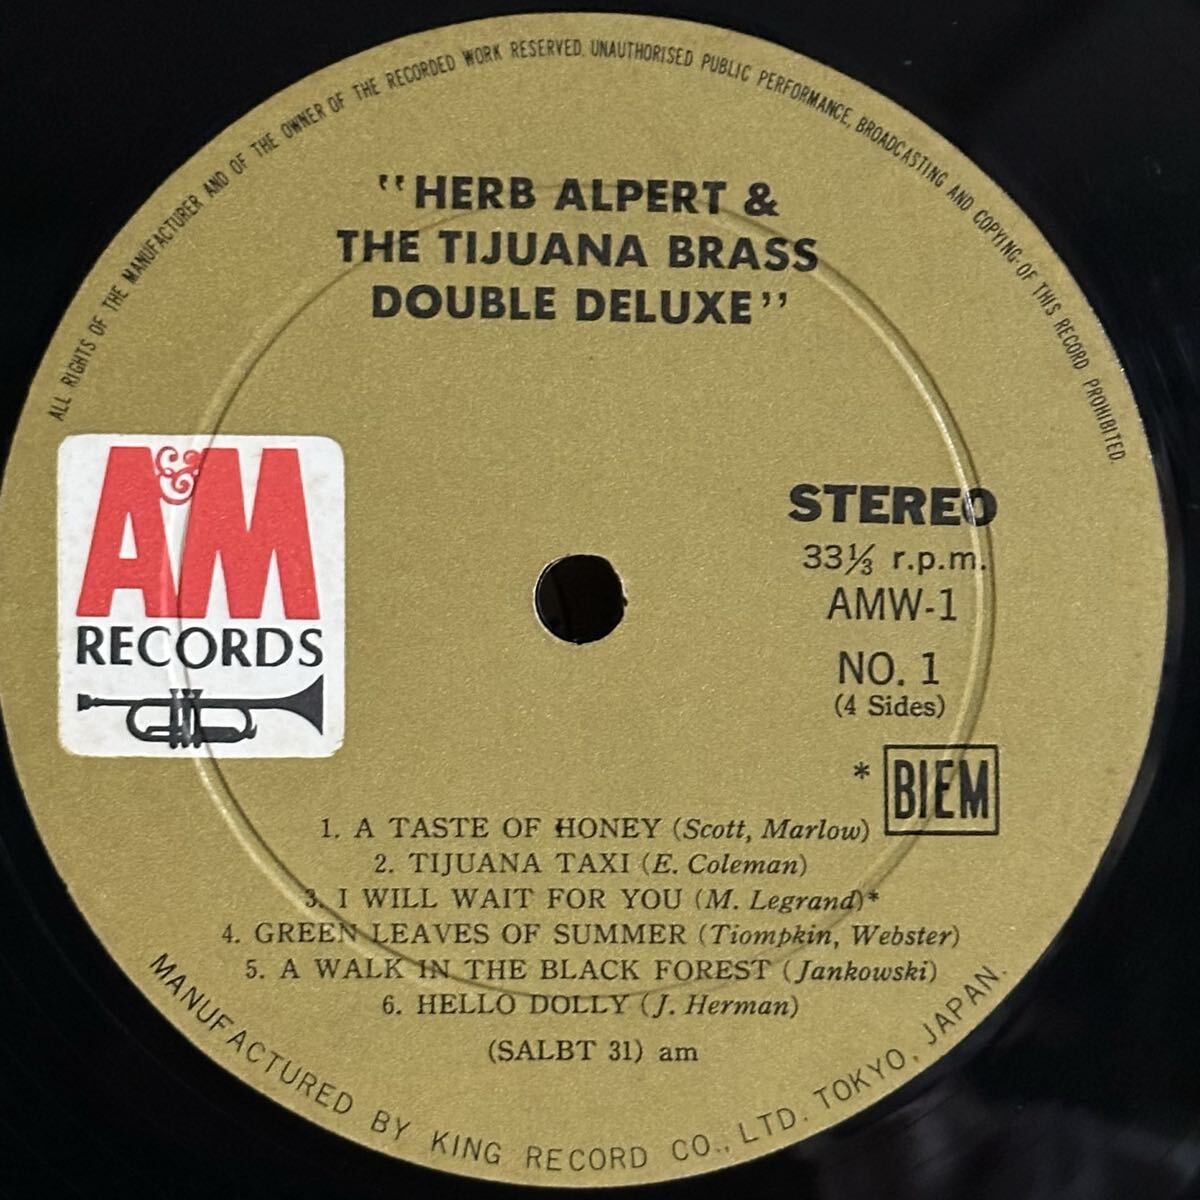 ALL RIGHTS OF THE MANUFACTURER AND OF THE OWNER OF THE RECORDED WORK RESERVED. UNAUTHORISED PUBLIC PERFORMANCE, BROADCASTING AND COPYING OF THIS RECORD PROHIBITED.
"HERB ALPERT &
THE TIJUANA BRASS
DOUBLE DELUXE"
A&M
RECORDS
STEREO
33⅓ r.p.m.
AMW-1
NO. 1
(4 Sides)
* BIEM
1. A TASTE OF HONEY (Scott, Marlow)
2. TIJUANA TAXI (E. Coleman)
3. I WILL WAIT FOR YOU (M. Legrand)*
4. GREEN LEAVES OF SUMMER (Tiompkin, Webster)
5. A WALK IN THE BLACK FOREST (Jankowski)
6. HELLO DOLLY (J. Herman)
(SALBT 31) am
MANUFACTURED BY KING RECORD CO., LTD. TOKYO, JAPAN.